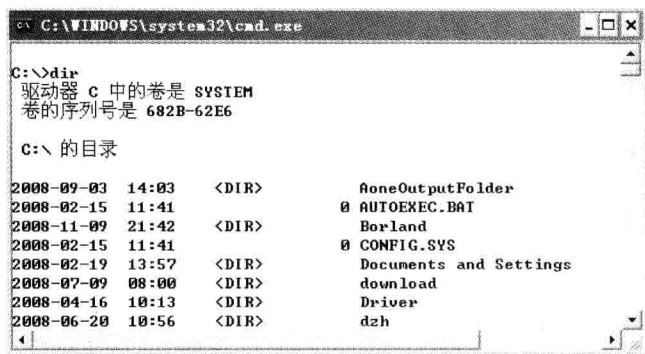 C:\WINDOWS\system32\cmd.exe
C:\>dir
驱动器 C 中的卷是 SYSTEM
卷的序列号是 682B-62E6
C:\ 的目录
2008-09-03 14:03 <DIR> AoneOutputFolder
2008-02-15 11:41 0 AUTOEXEC.BAT
2008-11-09 21:42 <DIR> Borland
2008-02-15 11:41 0 CONFIG.SYS
2008-02-19 13:57 <DIR> Documents and Settings
2008-07-09 08:00 <DIR> download
2008-04-16 10:13 <DIR> Driver
2008-06-20 10:56 <DIR> dzh